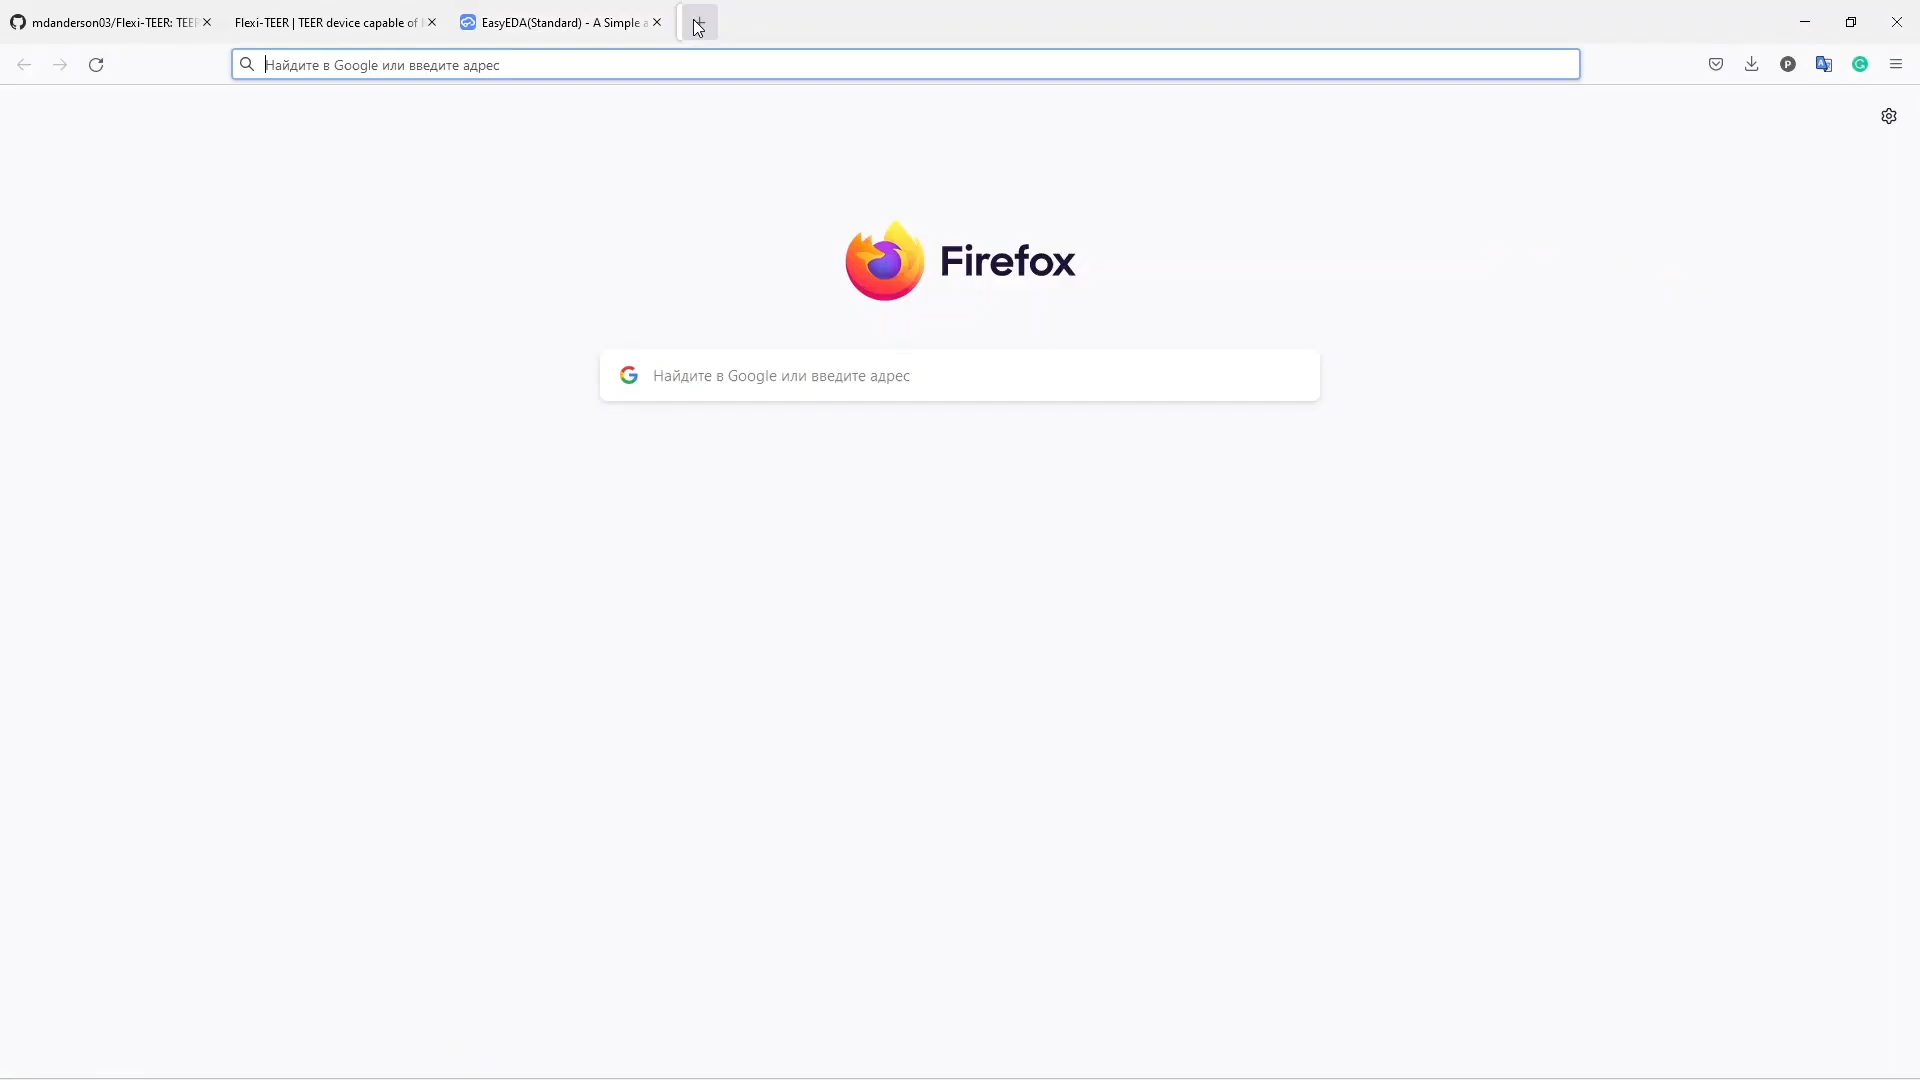 mdanderson03/Flexi-TEER: TEER
Flexi-TEER | TEER device capable of
EasyEDA(Standard) - A Simple a
Найдите в Google или введите адрес
Firefox
Найдите в Google или введите адрес